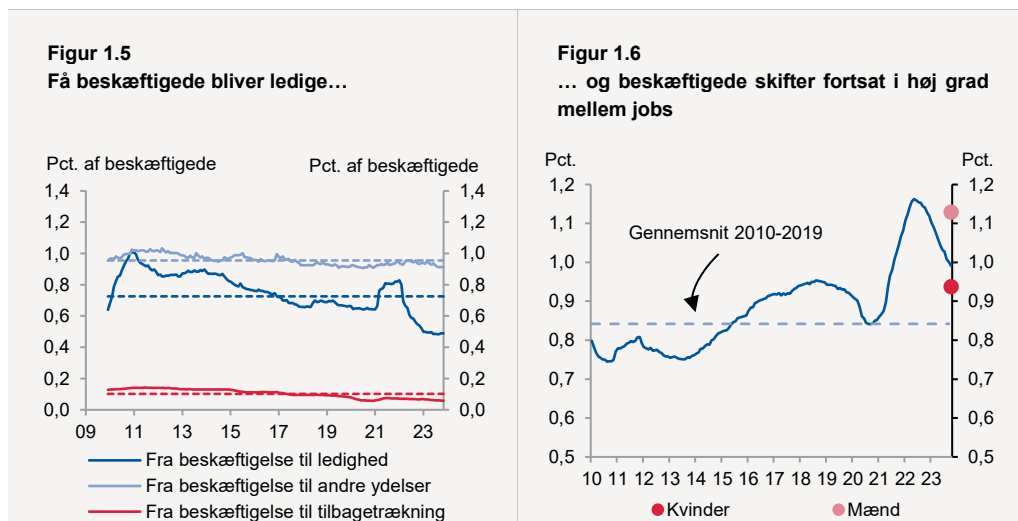 Figur 1.5
Få beskæftigede bliver ledige…
Pct. af beskæftigede
Pct. af beskæftigede
1,4
1,2
1,0
0,8
0,6
0,4
0,2
0,0
1,4
1,2
1,0
0,8
0,6
0,4
0,2
0,0
09 11 13 15 17 19 21 23
Fra beskæftigelse til ledighed
Fra beskæftigelse til andre ydelser
Fra beskæftigelse til tilbagetrækning
Figur 1.6
… og beskæftigede skifter fortsat i høj grad
mellem jobs
Pct.
Pct.
1,2
1,1
1,0
0,9
0,8
0,7
0,6
0,5
1,2
1,1
1,0
0,9
0,8
0,7
0,6
0,5
Gennemsnit 2010-2019
10 11 12 13 14 15 16 17 18 19 20 21 22 23
Kvinder
Mænd